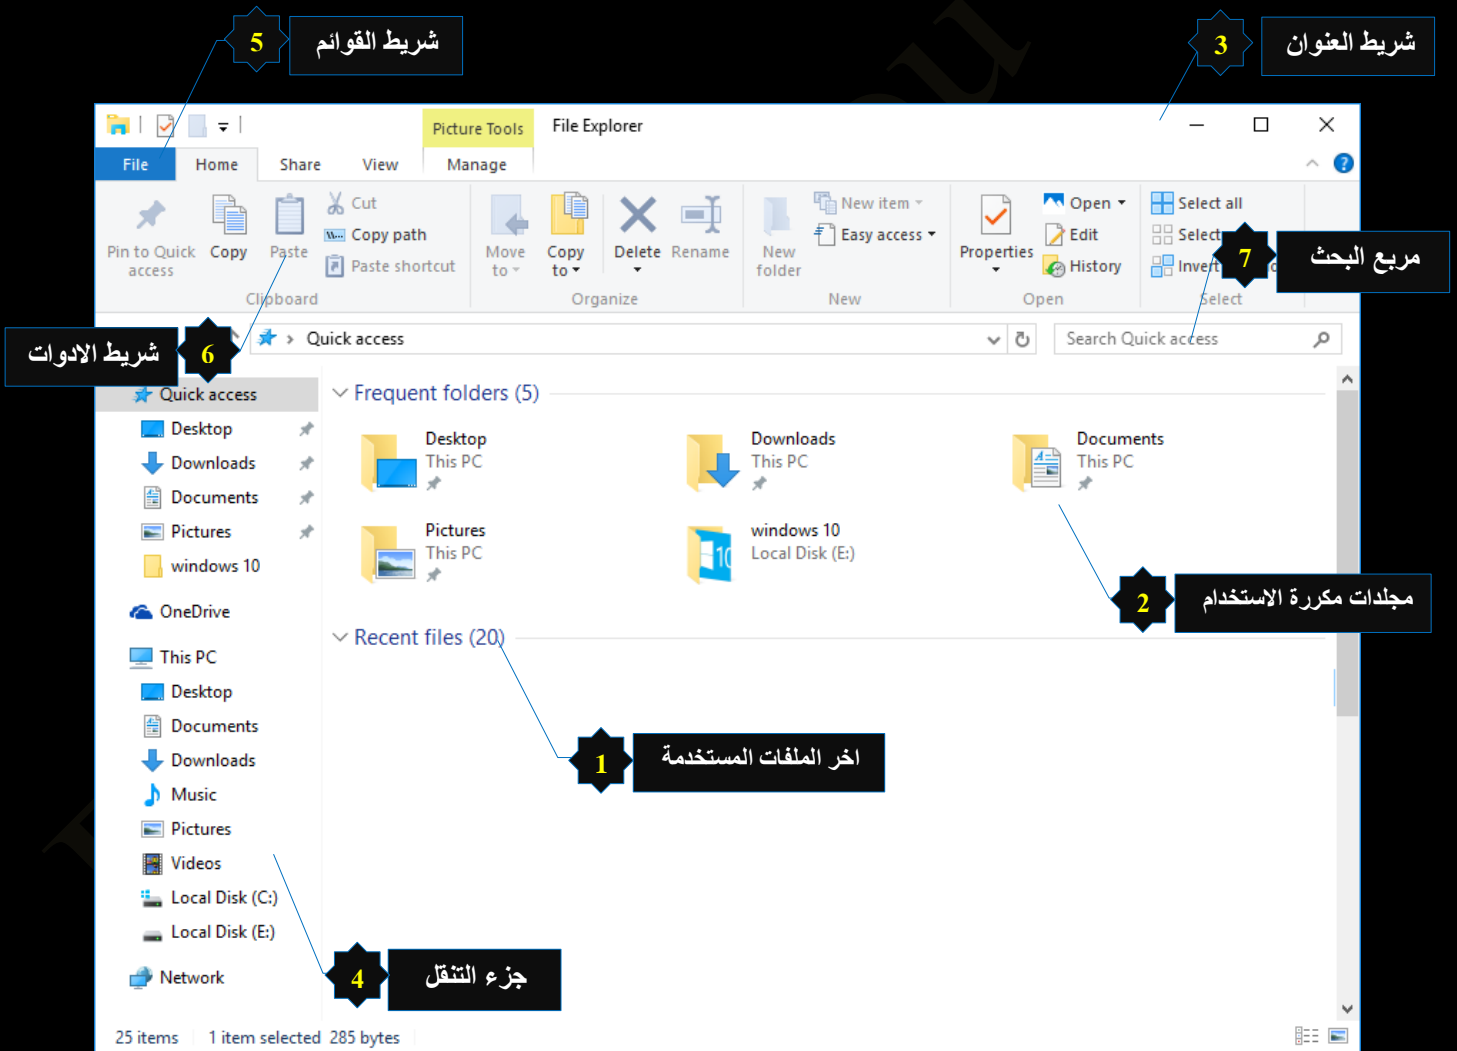 5 شريط القوائم
3 شريط العنوان
Picture Tools File Explorer
File Home Share View Manage
Pin to Quick access
Copy
Paste
Cut
Copy path
Paste shortcut
Clipboard
Move to
Copy to
Delete
Rename
Organize
New folder
New item
Easy access
New
Properties
Open
Edit
History
Open
Select all
Select
Invert
Select
7 مربع البحث
6 شريط الادوات
Quick access
Search Quick access
Quick access
Desktop
Downloads
Documents
Pictures
windows 10
OneDrive
This PC
Desktop
Documents
Downloads
Music
Pictures
Videos
Local Disk (C:)
Local Disk (E:)
Network
Frequent folders (5)
Desktop
This PC
Downloads
This PC
Documents
This PC
Pictures
This PC
windows 10
Local Disk (E:)
2 مجلدات مكررة الاستخدام
Recent files (20)
1 اخر الملفات المستخدمة
4 جزء التنقل
25 items 1 item selected 285 bytes